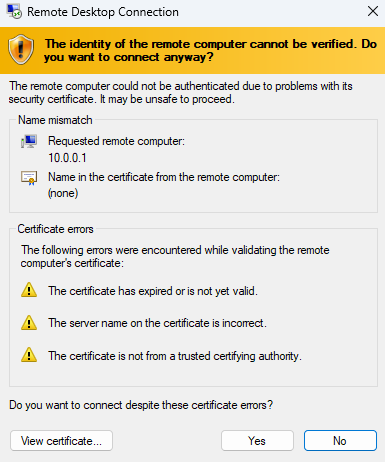 Remote Desktop Connection
The identity of the remote computer cannot be verified. Do
you want to connect anyway?
The remote computer could not be authenticated due to problems with its
security certificate. It may be unsafe to proceed.
Name mismatch
Requested remote computer:
10.0.0.1
Name in the certificate from the remote computer:
(none)
Certificate errors
The following errors were encountered while validating the remote
computer's certificate:
The certificate has expired or is not yet valid.
The server name on the certificate is incorrect.
The certificate is not from a trusted certifying authority.
Do you want to connect despite these certificate errors?
View certificate...
Yes
No